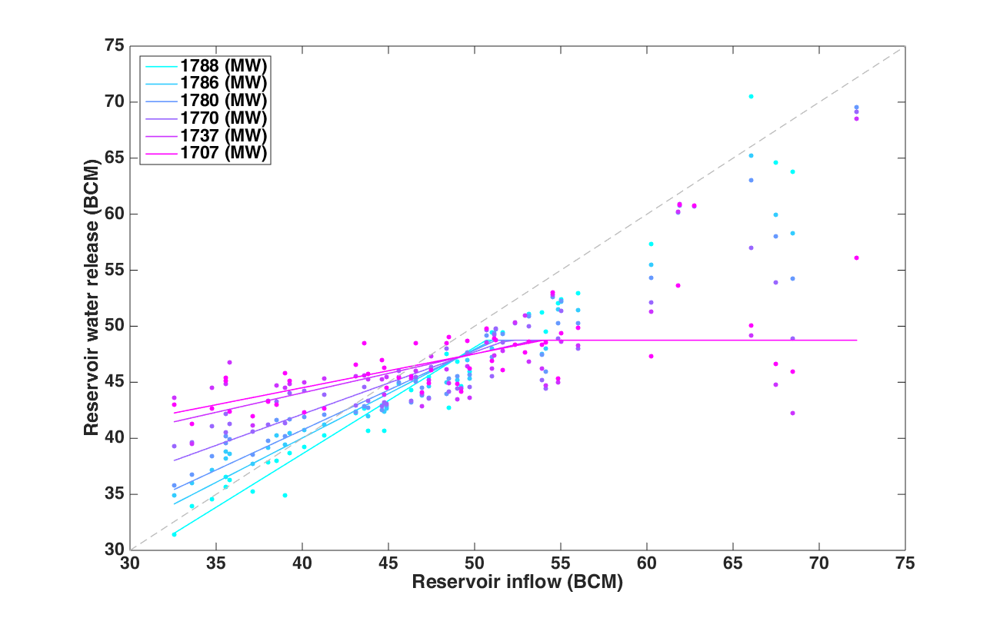 75
70
65
60
55
50
45
40
35
30
Reservoir water release (BCM)
1788 (MW)
1786 (MW)
1780 (MW)
1770 (MW)
1737 (MW)
1707 (MW)
30 35 40 45 50 55 60 65 70 75
Reservoir inflow (BCM)